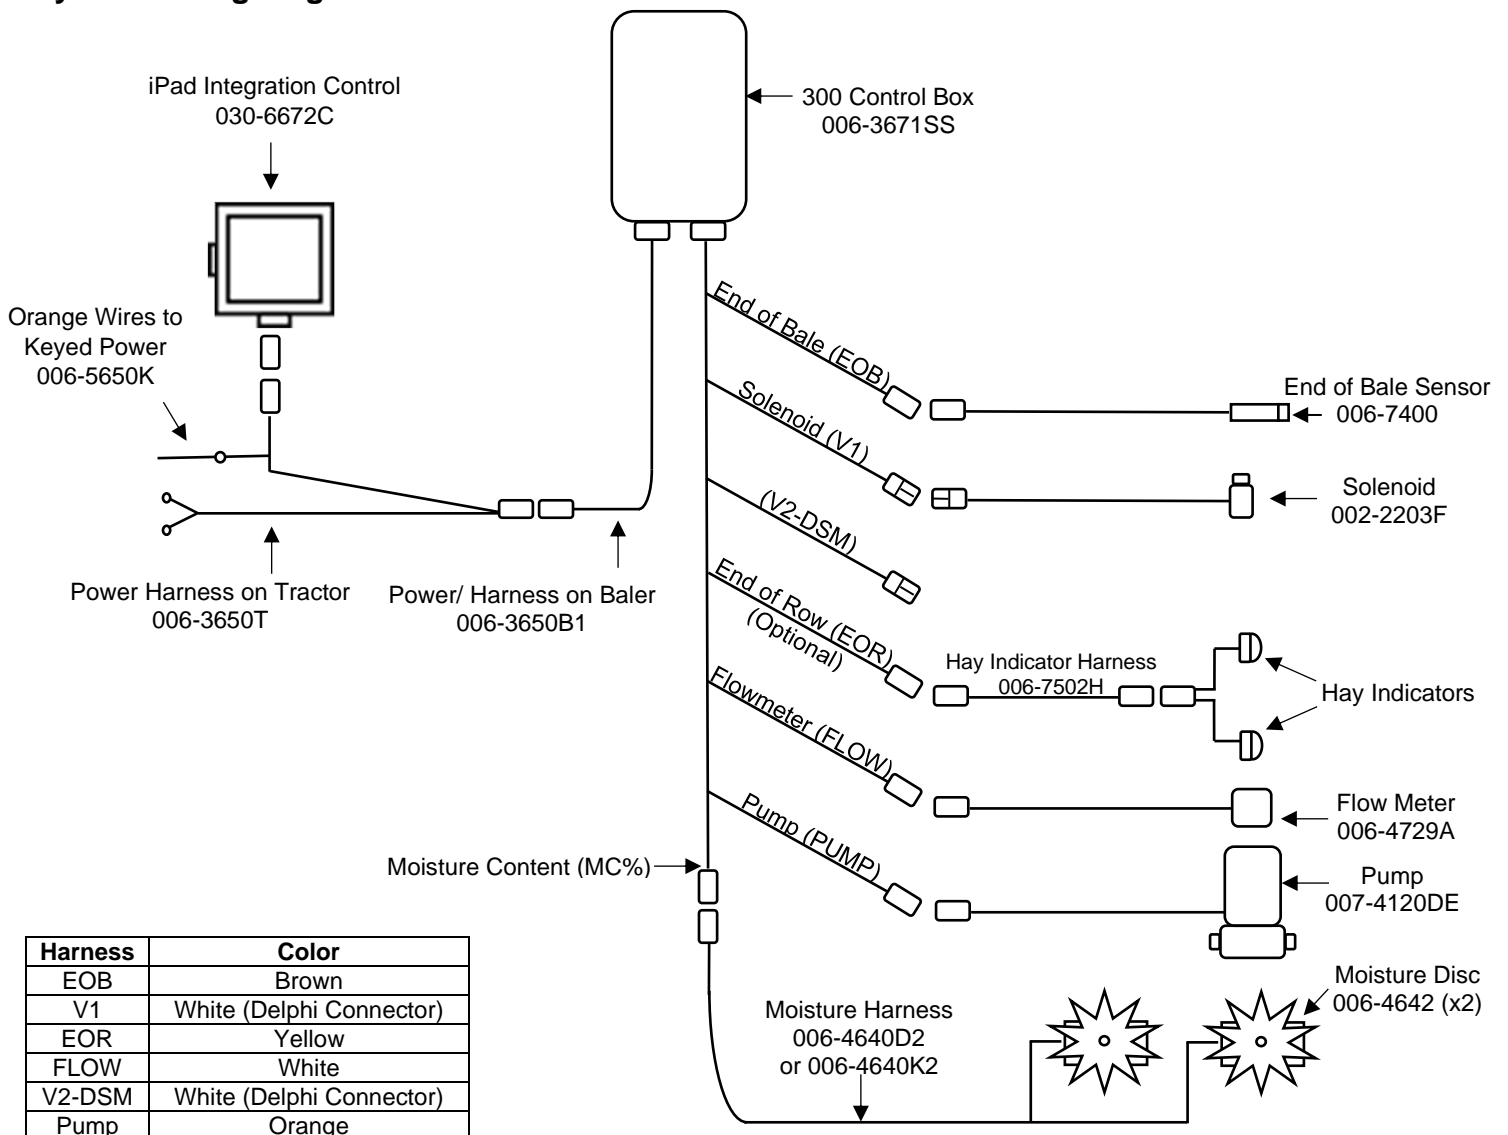 iPad Integration Control
030-6672C
300 Control Box
006-3671SS
Orange Wires to
Keyed Power
006-5650K
End of Bale (EOB)
End of Bale Sensor
006-7400
Solenoid (V1)
Solenoid
002-2203F
(V2-DSM)
Power Harness on Tractor
006-3650T
Power/ Harness on Baler
006-3650B1
End of Row (EOR)
(Optional)
Hay Indicator Harness
006-7502H
Hay Indicators
Flowmeter (FLOW)
Flow Meter
006-4729A
Pump (PUMP)
Pump
007-4120DE
Moisture Content (MC%)
Moisture Disc
006-4642 (x2)
Moisture Harness
006-4640D2
or 006-4640K2
Harness Color
EOB Brown
V1 White (Delphi Connector)
EOR Yellow
FLOW White
V2-DSM White (Delphi Connector)
Pump Orange